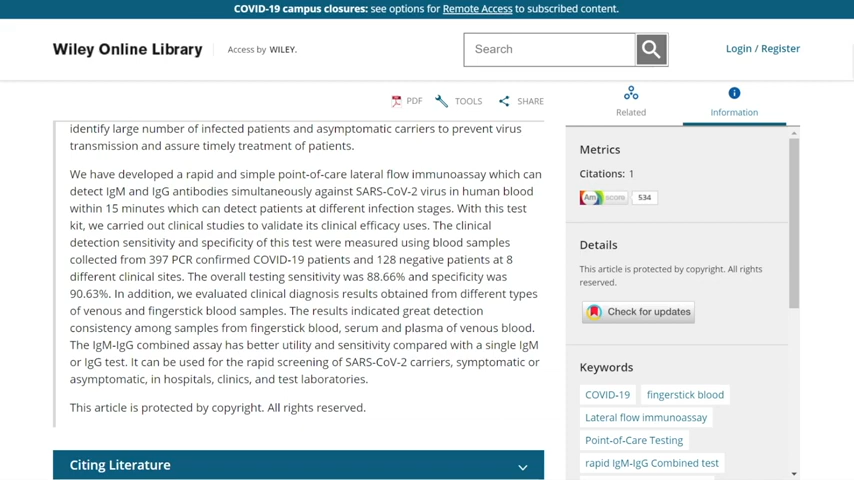 COVID-19 campus closures: see options for Remote Access to subscribed content.
Wiley Online Library
Access by WILEY.
Search
Login / Register
PDF
TOOLS
SHARE
Related
Information
identify large number of infected patients and asymptomatic carriers to prevent virus
transmission and assure timely treatment of patients.
We have developed a rapid and simple point-of-care lateral flow immunoassay which can
detect IgM and IgG antibodies simultaneously against SARS-CoV-2 virus in human blood
within 15 minutes which can detect patients at different infection stages. With this test
kit, we carried out clinical studies to validate its clinical efficacy uses. The clinical
detection sensitivity and specificity of this test were measured using blood samples
collected from 397 PCR confirmed COVID-19 patients and 128 negative patients at 8
different clinical sites. The overall testing sensitivity was 88.66% and specificity was
90.63%. In addition, we evaluated clinical diagnosis results obtained from different types
of venous and fingerstick blood samples. The results indicated great detection
consistency among samples from fingerstick blood, serum and plasma of venous blood.
The IgM-IgG combined assay has better utility and sensitivity compared with a single IgM
or IgG test. It can be used for the rapid screening of SARS-CoV-2 carriers, symptomatic or
asymptomatic, in hospitals, clinics, and test laboratories.
This article is protected by copyright. All rights reserved.
Citing Literature
Metrics
Citations: 1
Am score 534
Details
This article is protected by copyright. All rights
reserved.
Check for updates
Keywords
COVID-19
fingerstick blood
Lateral flow immunoassay
Point-of-Care Testing
rapid IgM-IgG Combined test